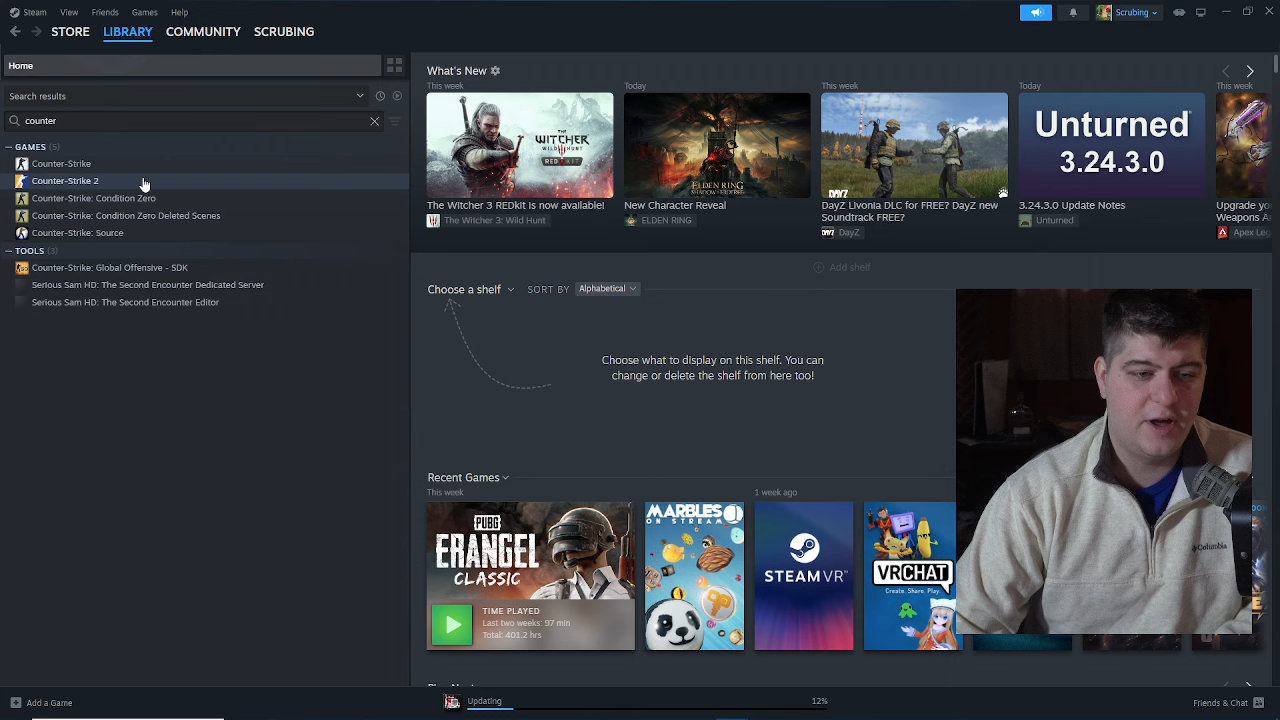 Steam View Friends Games Help Scrubing
STORE LIBRARY COMMUNITY SCRUBING
Home
Search results
counter
GAMES (5)
Counter-Strike
Counter-Strike 2
Counter-Strike: Condition Zero
Counter-Strike: Condition Zero Deleted Scenes
Counter-Strike: Source
TOOLS (3)
Counter-Strike: Global Offensive - SDK
Serious Sam HD: The Second Encounter Dedicated Server
Serious Sam HD: The Second Encounter Editor
What's New
This week
THE
WITCHER
WILD HUNT
REDKIT
The Witcher 3 REDkit is now available!
The Witcher 3: Wild Hunt
Today
ELDEN RING
New Character Reveal
ELDEN RING
This week
DAYZ
DayZ Livonia DLC for FREE? DayZ new
Soundtrack FREE?
DAYZ DayZ
Today
Unturned
3.24.3.0
3.24.3.0 Update Notes
Unturned
This week
Upgrade yo
Weapons A
Apex Leg
Add shelf
Choose a shelf SORT BY Alphabetical
Choose what to display on this shelf. You can
change or delete the shelf from here too!
Recent Games
This week
PUBG
ERANGEL
CLASSIC
TIME PLAYED
Last two weeks: 97 min
Total: 401.2 hrs
MARBLES
ON STREAM
1 week ago
STEAMVR™
VRCHAT
Create. Share. Play.
Columbia
Add a Game
Updating 12%
Friends & Chat